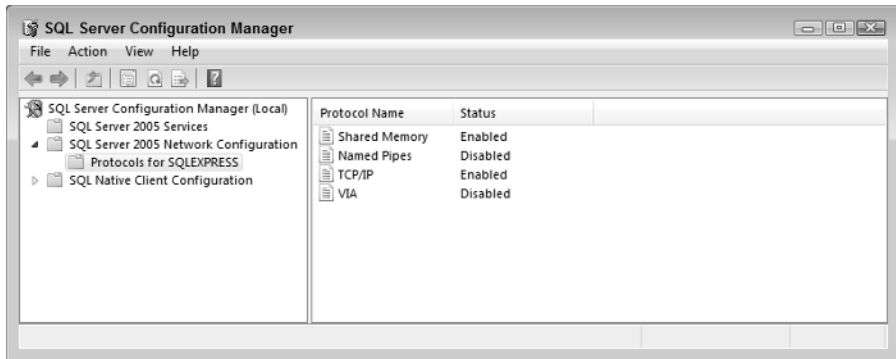 SQL Server Configuration Manager
File Action View Help
SQL Server Configuration Manager (Local)
SQL Server 2005 Services
SQL Server 2005 Network Configuration
Protocols for SQLEXPRESS
SQL Native Client Configuration
Protocol Name Status
Shared Memory Enabled
Named Pipes Disabled
TCP/IP Enabled
VIA Disabled